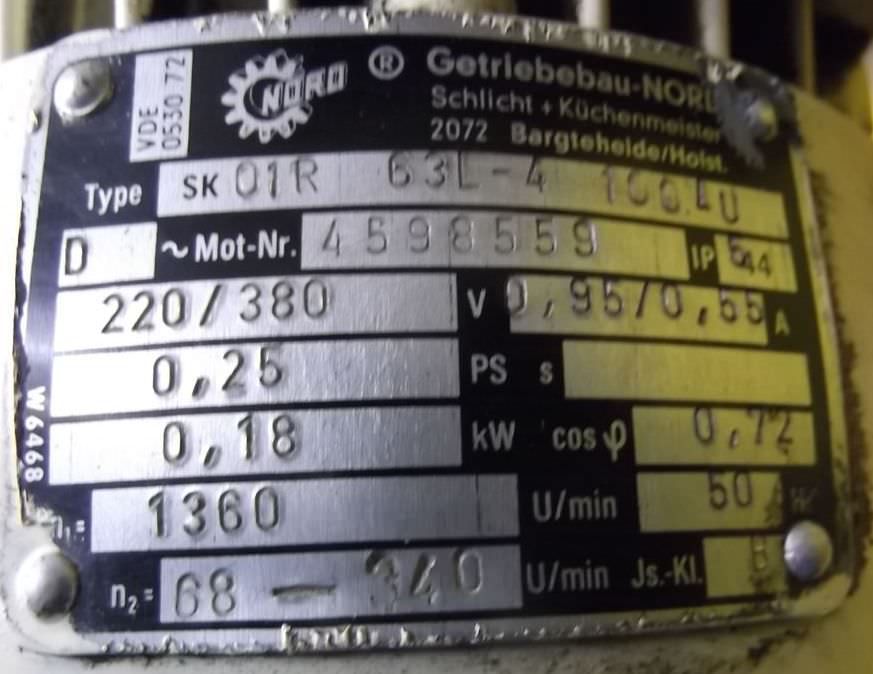 VDE
0530 72
NORD ® Getriebebau-NORD
Schlicht + Küchenmeister
2072 Bargteheide/Holst.
Type SK 01R 63L-4
D ~ Mot-Nr. 4598559 IP 44
220/380 V 0,95/0,55 A
0,25 PS s
0,18 kW cos φ 0,72
n₁= 1360 U/min 50 Hz
n₂= 68 — 340 U/min Js.-Kl. B
W6468